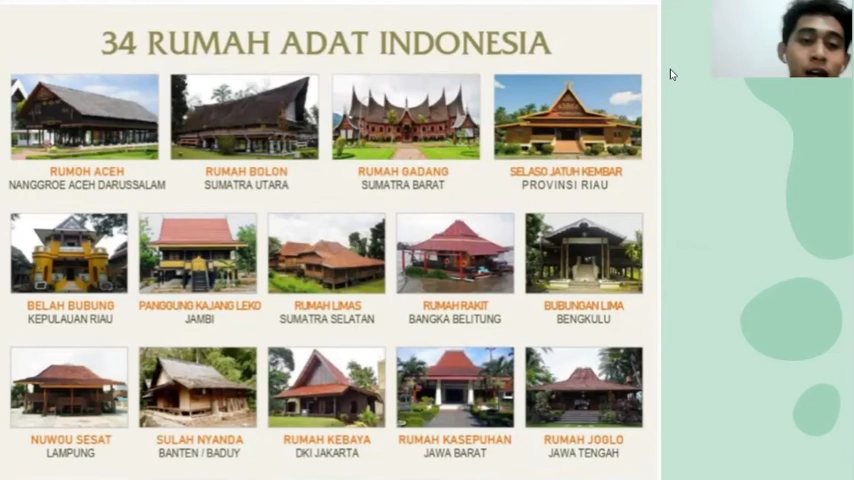 34 RUMAH ADAT INDONESIA
RUMOH ACEH
NANGGROE ACEH DARUSSALAM
RUMAH BOLON
SUMATRA UTARA
RUMAH GADANG
SUMATRA BARAT
SELASO JATUH KEMBAR
PROVINSI RIAU
BELAH BUBUNG
KEPULAUAN RIAU
PANGGUNG KAJANG LEKO
JAMBI
RUMAH LIMAS
SUMATRA SELATAN
RUMAH RAKIT
BANGKA BELITUNG
BUBUNGAN LIMA
BENGKULU
NUWOU SESAT
LAMPUNG
SULAH NYANDA
BANTEN / BADUY
RUMAH KEBAYA
DKI JAKARTA
RUMAH KASEPUHAN
JAWA BARAT
RUMAH JOGLO
JAWA TENGAH